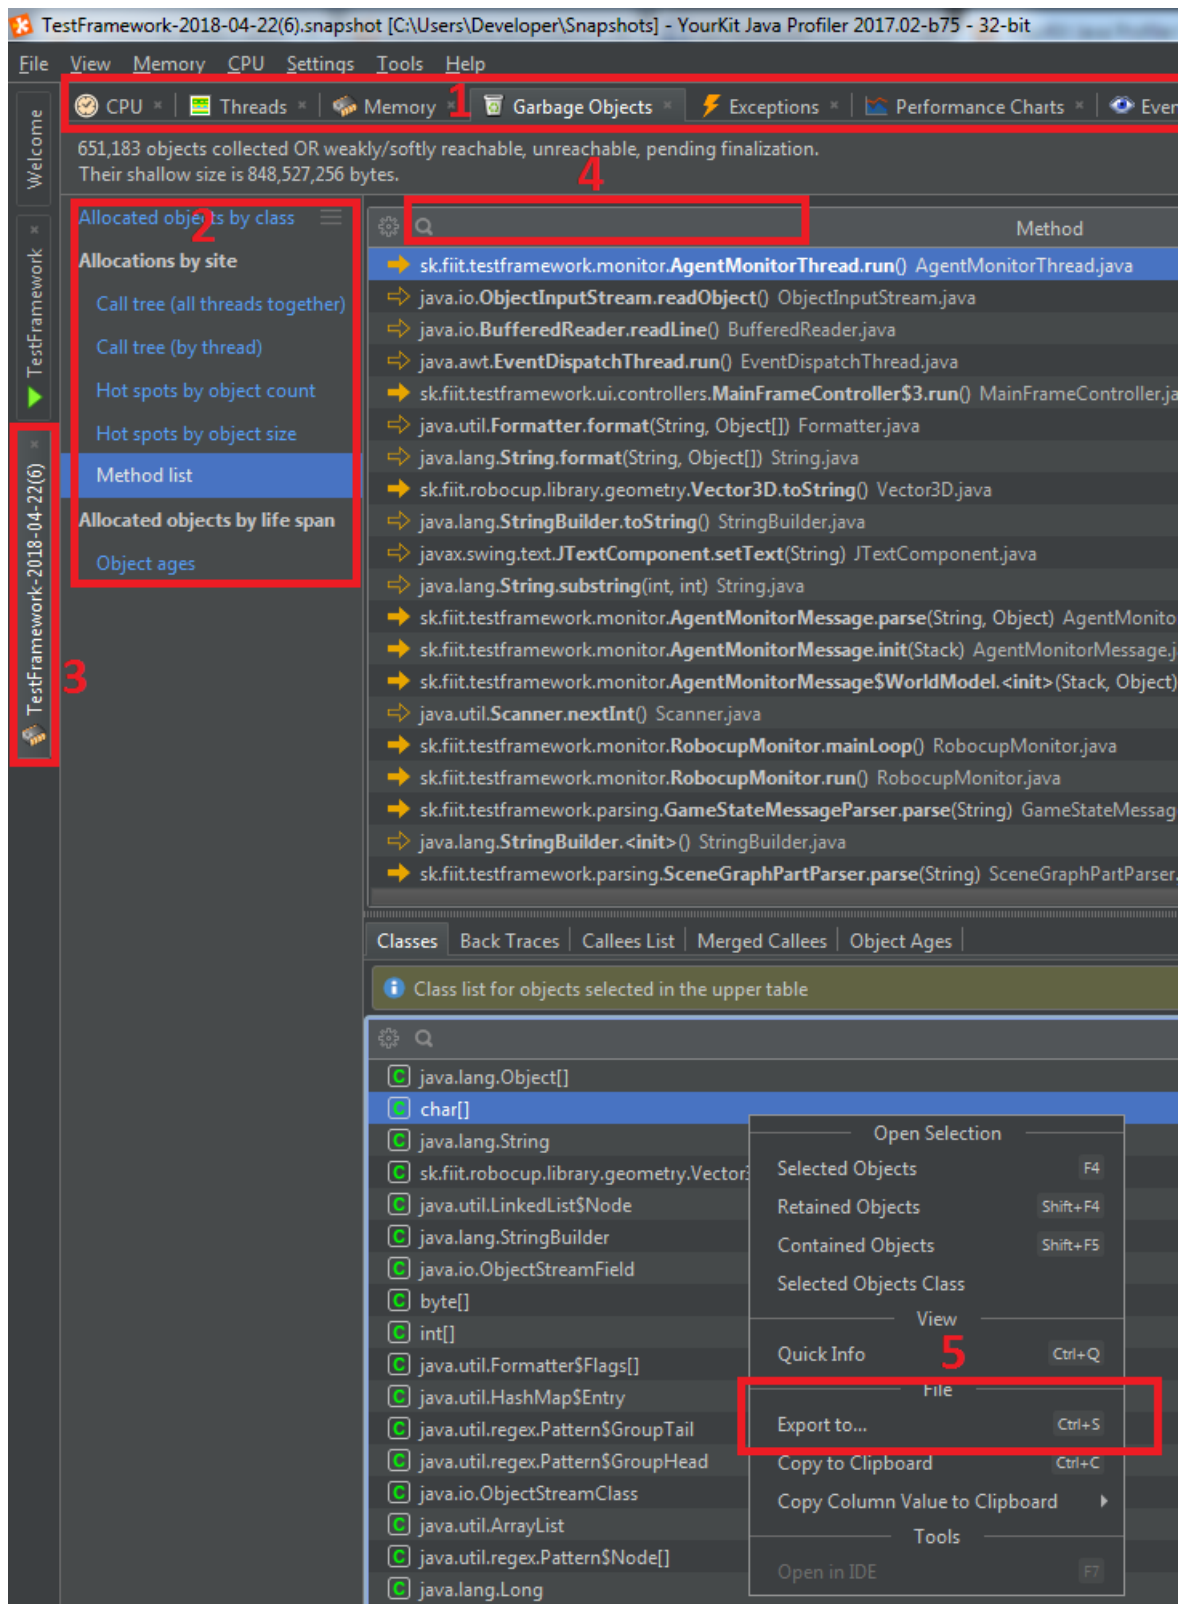 TestFramework-2018-04-22(6).snapshot [C:\Users\Developer\Snapshots] - YourKit Java Profiler 2017.02-b75 - 32-bit
File View Memory CPU Settings Tools Help
CPU × Threads × Memory × 1 Garbage Objects × Exceptions × Performance Charts × Even
Welcome
651,183 objects collected OR weakly/softly reachable, unreachable, pending finalization.
Their shallow size is 848,527,256 bytes.
4
TestFramework
TestFramework-2018-04-22(6)
3
2
Allocated objects by class
Allocations by site
Call tree (all threads together)
Call tree (by thread)
Hot spots by object count
Hot spots by object size
Method list
Allocated objects by life span
Object ages
Method
sk.fiit.testframework.monitor.AgentMonitorThread.run() AgentMonitorThread.java
java.io.ObjectInputStream.readObject() ObjectInputStream.java
java.io.BufferedReader.readLine() BufferedReader.java
java.awt.EventDispatchThread.run() EventDispatchThread.java
sk.fiit.testframework.ui.controllers.MainFrameController$3.run() MainFrameController.ja
java.util.Formatter.format(String, Object[]) Formatter.java
java.lang.String.format(String, Object[]) String.java
sk.fiit.robocup.library.geometry.Vector3D.toString() Vector3D.java
java.lang.StringBuilder.toString() StringBuilder.java
javax.swing.text.JTextComponent.setText(String) JTextComponent.java
java.lang.String.substring(int, int) String.java
sk.fiit.testframework.monitor.AgentMonitorMessage.parse(String, Object) AgentMonito
sk.fiit.testframework.monitor.AgentMonitorMessage.init(Stack) AgentMonitorMessage.j
sk.fiit.testframework.monitor.AgentMonitorMessage$WorldModel.<init>(Stack, Object)
java.util.Scanner.nextInt() Scanner.java
sk.fiit.testframework.monitor.RobocupMonitor.mainLoop() RobocupMonitor.java
sk.fiit.testframework.monitor.RobocupMonitor.run() RobocupMonitor.java
sk.fiit.testframework.parsing.GameStateMessageParser.parse(String) GameStateMessag
java.lang.StringBuilder.<init>() StringBuilder.java
sk.fiit.testframework.parsing.SceneGraphPartParser.parse(String) SceneGraphPartParser.
Classes Back Traces Callees List Merged Callees Object Ages
Class list for objects selected in the upper table
C java.lang.Object[]
C char[]
C java.lang.String
C sk.fiit.robocup.library.geometry.Vector3
C java.util.LinkedList$Node
C java.lang.StringBuilder
C java.io.ObjectStreamField
C byte[]
C int[]
C java.util.Formatter$Flags[]
C java.util.HashMap$Entry
C java.util.regex.Pattern$GroupTail
C java.util.regex.Pattern$GroupHead
C java.io.ObjectStreamClass
C java.util.ArrayList
C java.util.regex.Pattern$Node[]
C java.lang.Long
Open Selection
Selected Objects F4
Retained Objects Shift+F4
Contained Objects Shift+F5
Selected Objects Class
View
Quick Info 5 Ctrl+Q
File
Export to... Ctrl+S
Copy to Clipboard Ctrl+C
Copy Column Value to Clipboard
Tools
Open in IDE F7